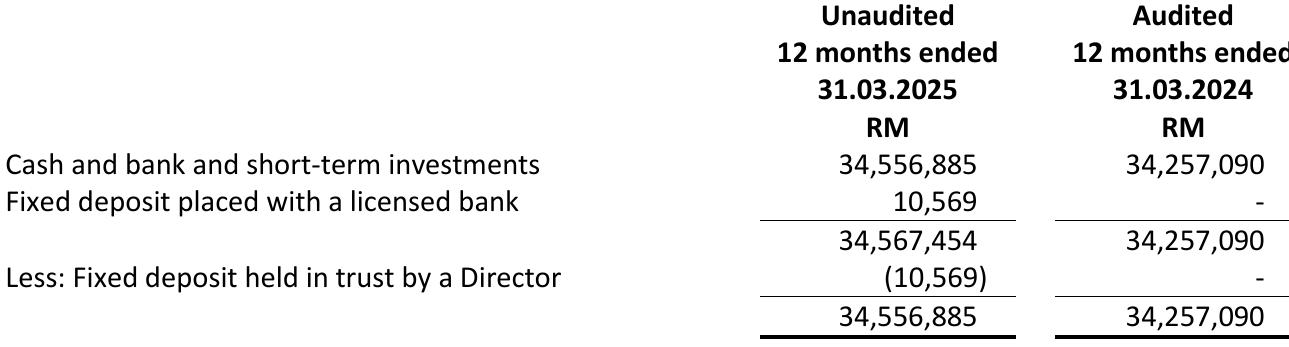 Unaudited Audited
12 months ended 12 months ended
31.03.2025 31.03.2024
RM RM
Cash and bank and short-term investments 34,556,885 34,257,090
Fixed deposit placed with a licensed bank 10,569 -
34,567,454 34,257,090
Less: Fixed deposit held in trust by a Director (10,569) -
34,556,885 34,257,090